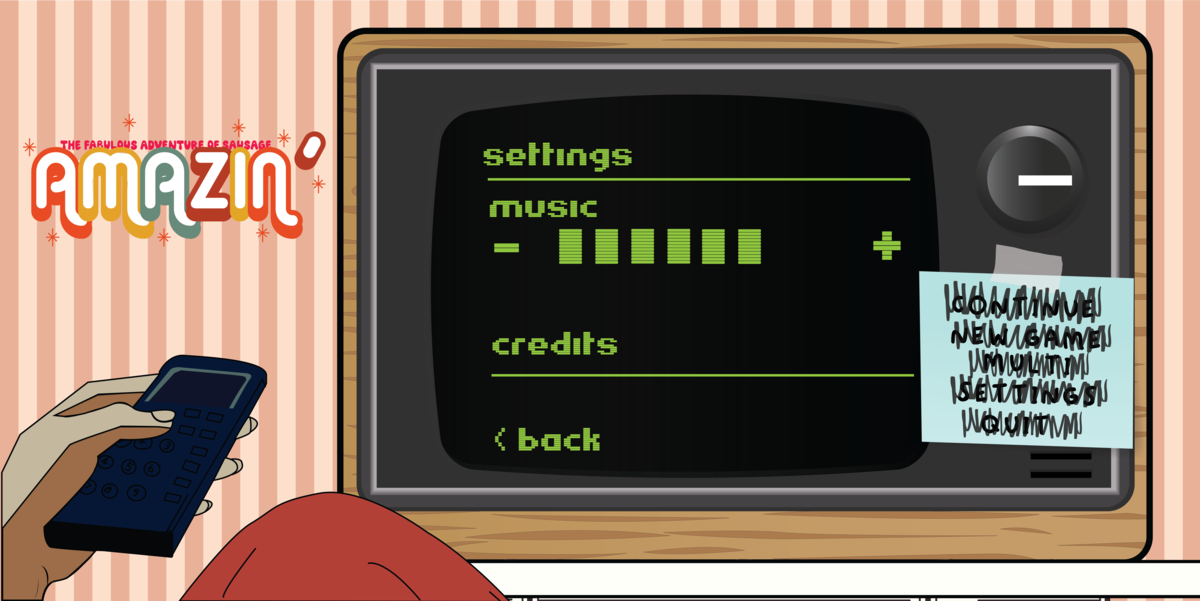 THE FABULOUS ADVENTURE OF SAUSAGE
AMAZIN'
settings
music
- +
credits
< back
CONTINUE
NEW GAME
MULTI
SETTINGS
QUIT